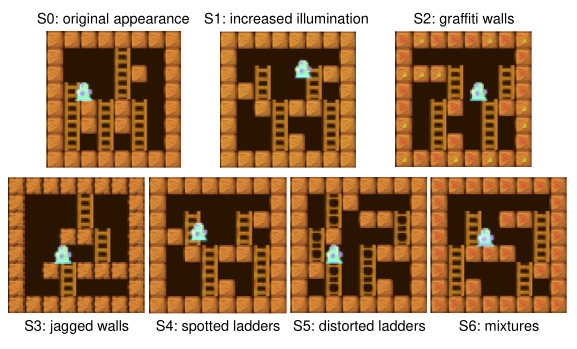 S0: original appearance
S1: increased illumination
S2: graffiti walls
S3: jagged walls
S4: spotted ladders
S5: distorted ladders
S6: mixtures